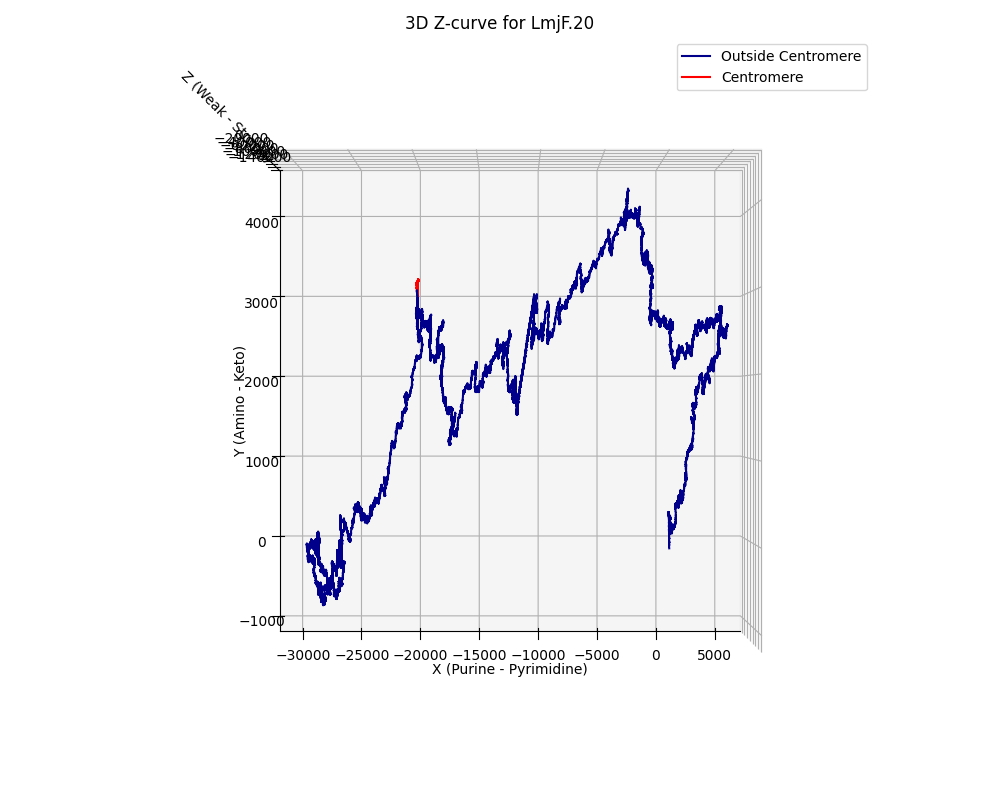 3D Z-curve for LmjF.20
Outside Centromere
Centromere
Z (Weak -
4000
3000
2000
1000
0
−1000
Y (Amino - Keto)
−30000 −25000 −20000 −15000 −10000 −5000 0 5000
X (Purine - Pyrimidine)